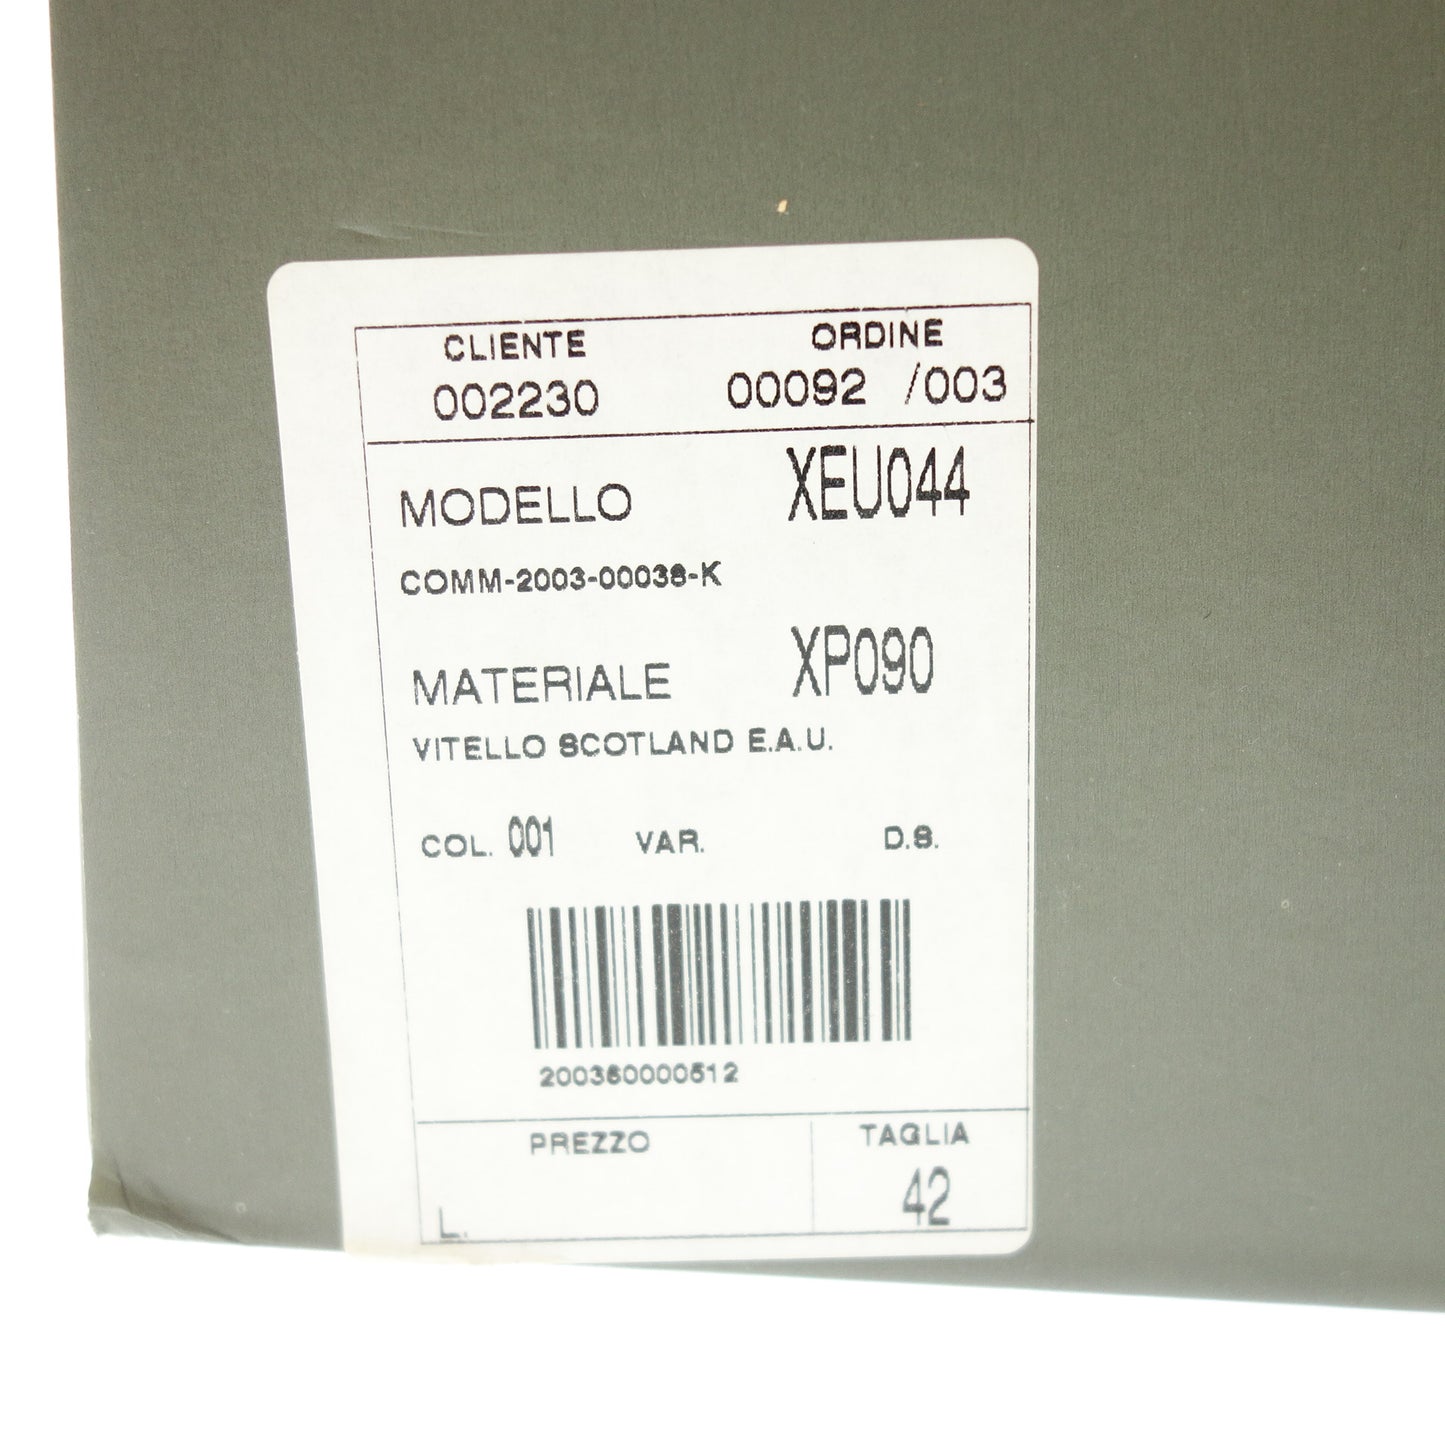 CLIENTE ORDINE
002230 00092 /003
MODELLO XEU044
COMM-2003-00038-K
MATERIALE XP090
VITELLO SCOTLAND E.A.U.
COL. 001 VAR. D.S.
200360000512
PREZZO TAGLIA
L. 42